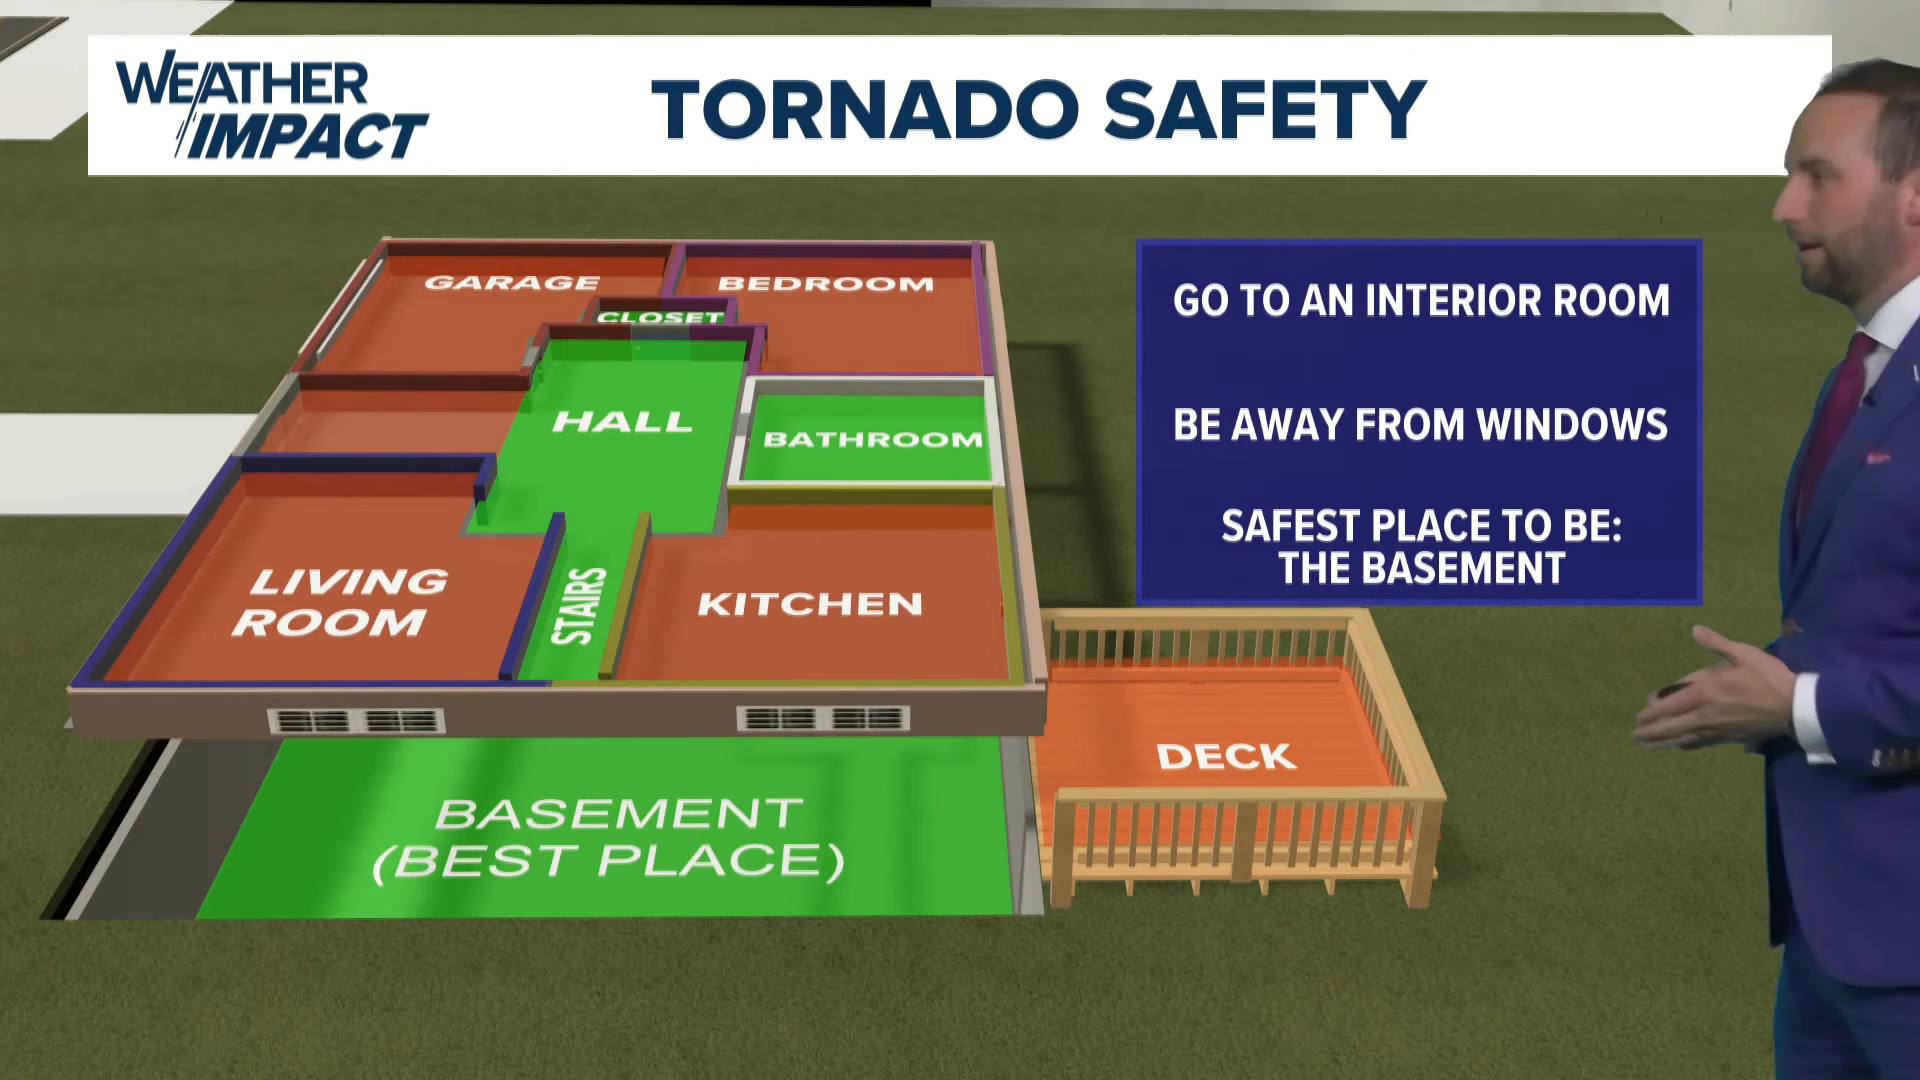 WEATHER
IMPACT
TORNADO SAFETY
GARAGE
BEDROOM
CLOSET
HALL
BATHROOM
LIVING
ROOM
STAIRS
KITCHEN
DECK
BASEMENT
(BEST PLACE)
GO TO AN INTERIOR ROOM
BE AWAY FROM WINDOWS
SAFEST PLACE TO BE:
THE BASEMENT